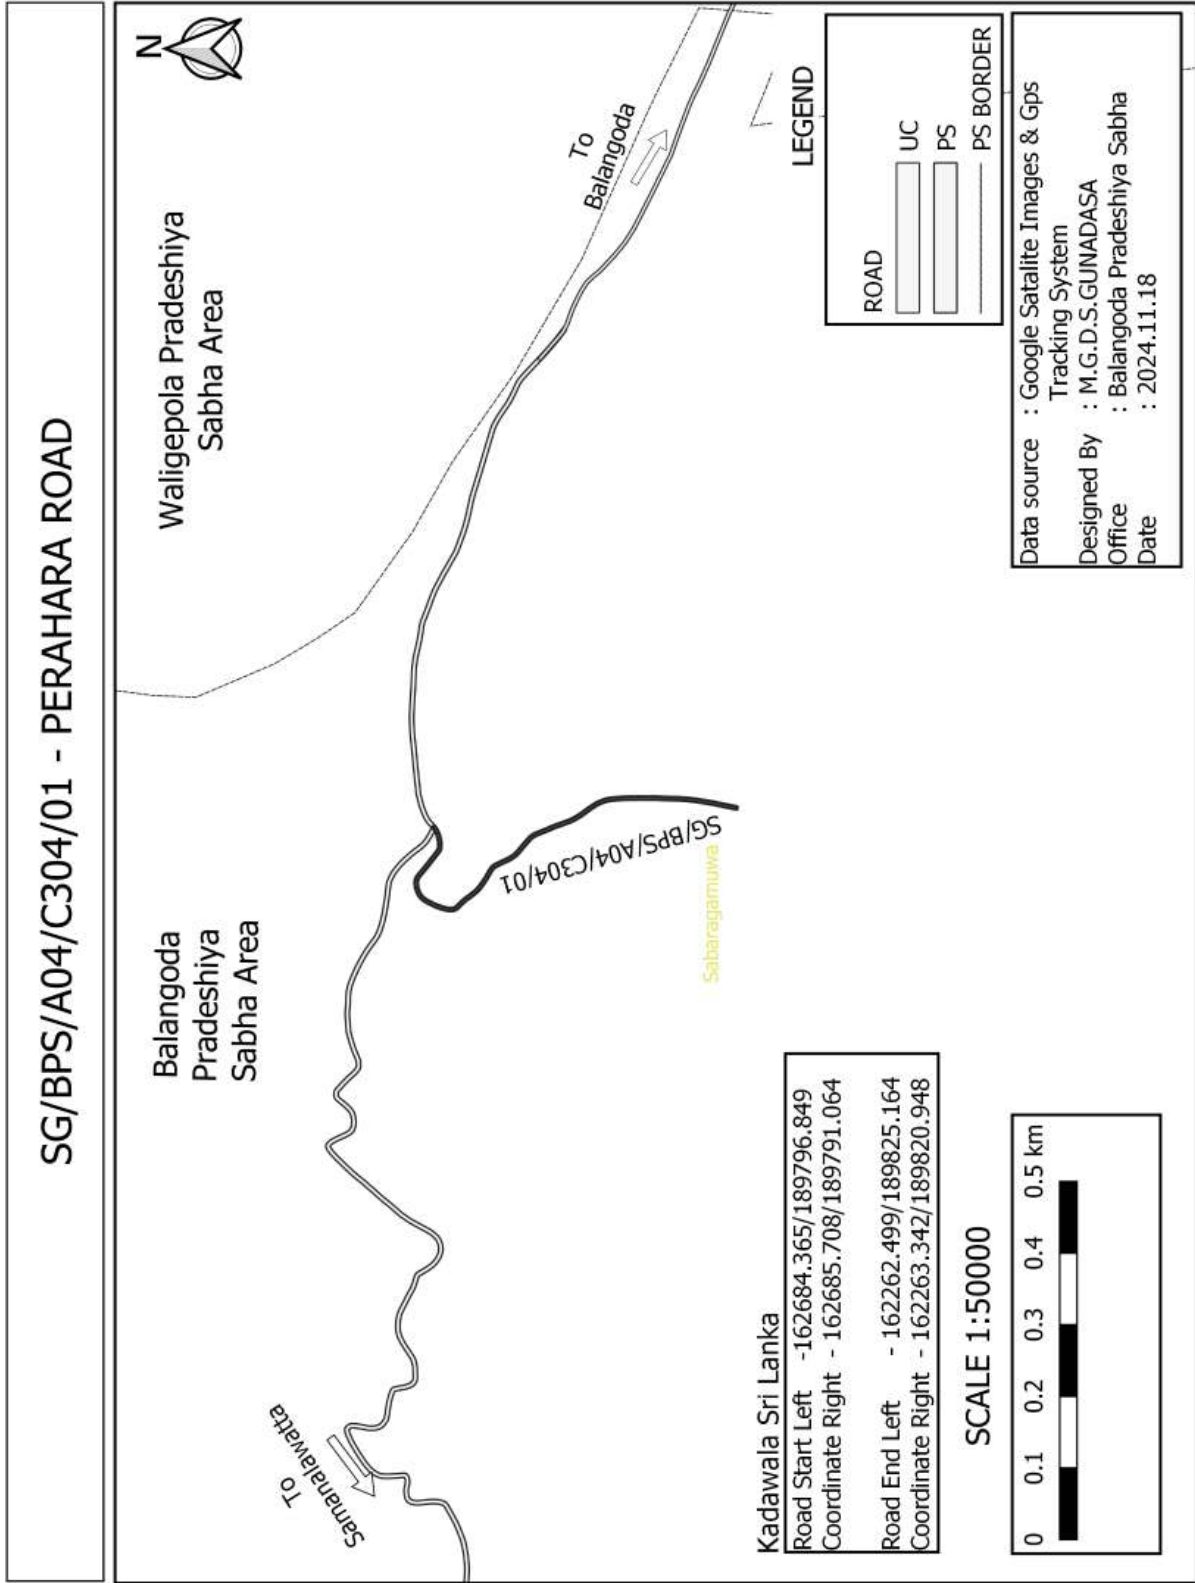 SG/BPS/A04/C304/01 - PERAHARA ROAD
N
Balangoda
Pradeshiya
Sabha Area
Waligepola Pradeshiya
Sabha Area
To
Samanalawatta
To
Balangoda
SG/BPS/A04/C304/01
Sabaragamuwa
Kadawala Sri Lanka
Road Start Left -162684.365/189796.849
Coordinate Right - 162685.708/189791.064
Road End Left - 162262.499/189825.164
Coordinate Right - 162263.342/189820.948
SCALE 1:50000
0 0.1 0.2 0.3 0.4 0.5 km
LEGEND
ROAD
UC
PS
PS BORDER
Data source : Google Satalite Images & Gps
Tracking System
Designed By : M.G.D.S.GUNADASA
Office : Balangoda Pradeshiya Sabha
Date : 2024.11.18